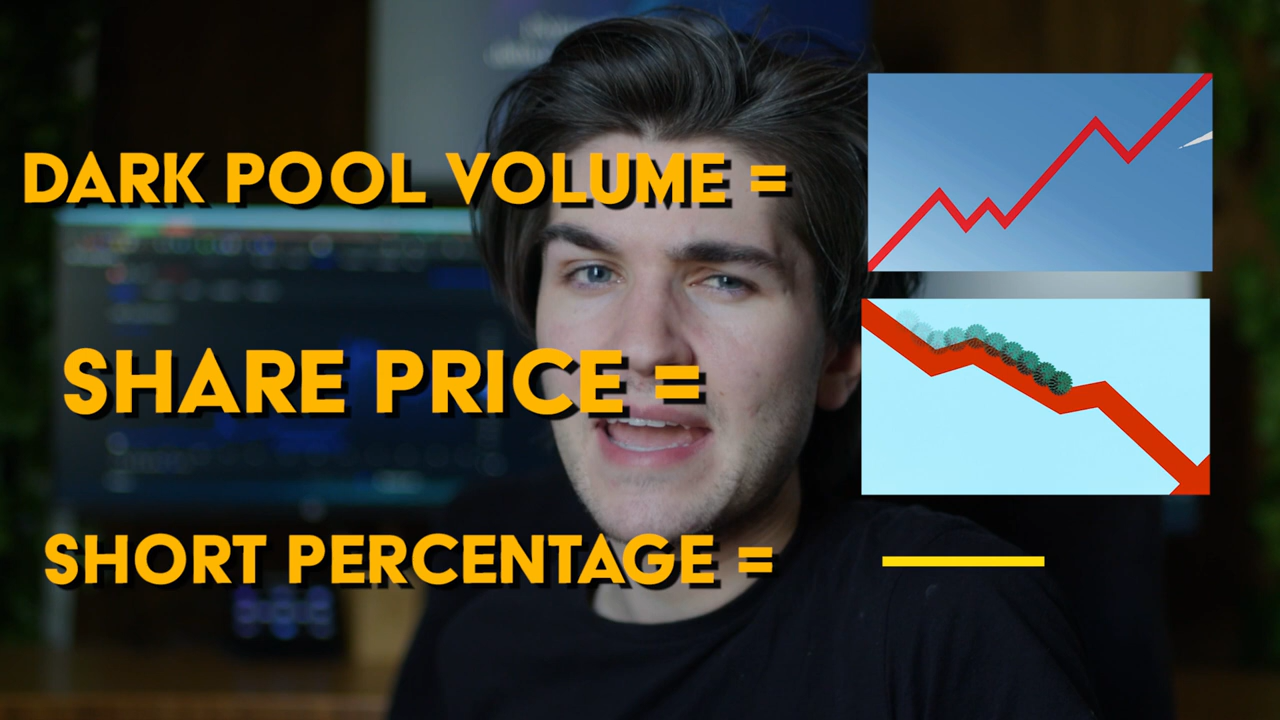 DARK POOL VOLUME =
SHARE PRICE =
SHORT PERCENTAGE =